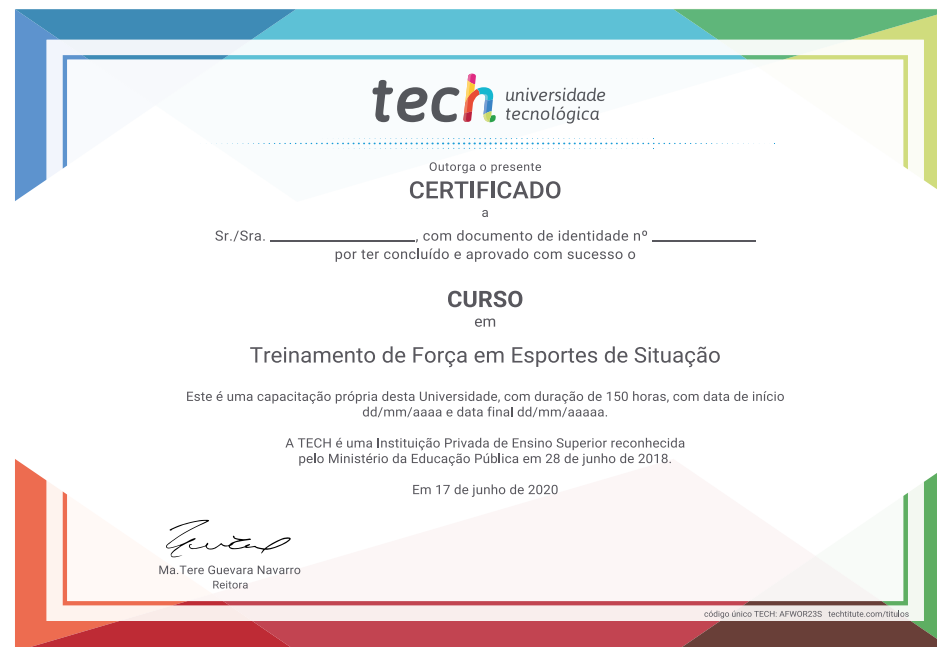 tech universidade
tecnológica
Outorga o presente
CERTIFICADO
a
Sr./Sra. ________________, com documento de identidade nº ____________
por ter concluído e aprovado com sucesso o
CURSO
em
Treinamento de Força em Esportes de Situação
Este é uma capacitação própria desta Universidade, com duração de 150 horas, com data de início
dd/mm/aaaa e data final dd/mm/aaaaa.
A TECH é uma Instituição Privada de Ensino Superior reconhecida
pelo Ministério da Educação Pública em 28 de junho de 2018.
Em 17 de junho de 2020
Ma.Tere Guevara Navarro
Reitora
código único TECH: AFWOR23S techtitute.com/titulos